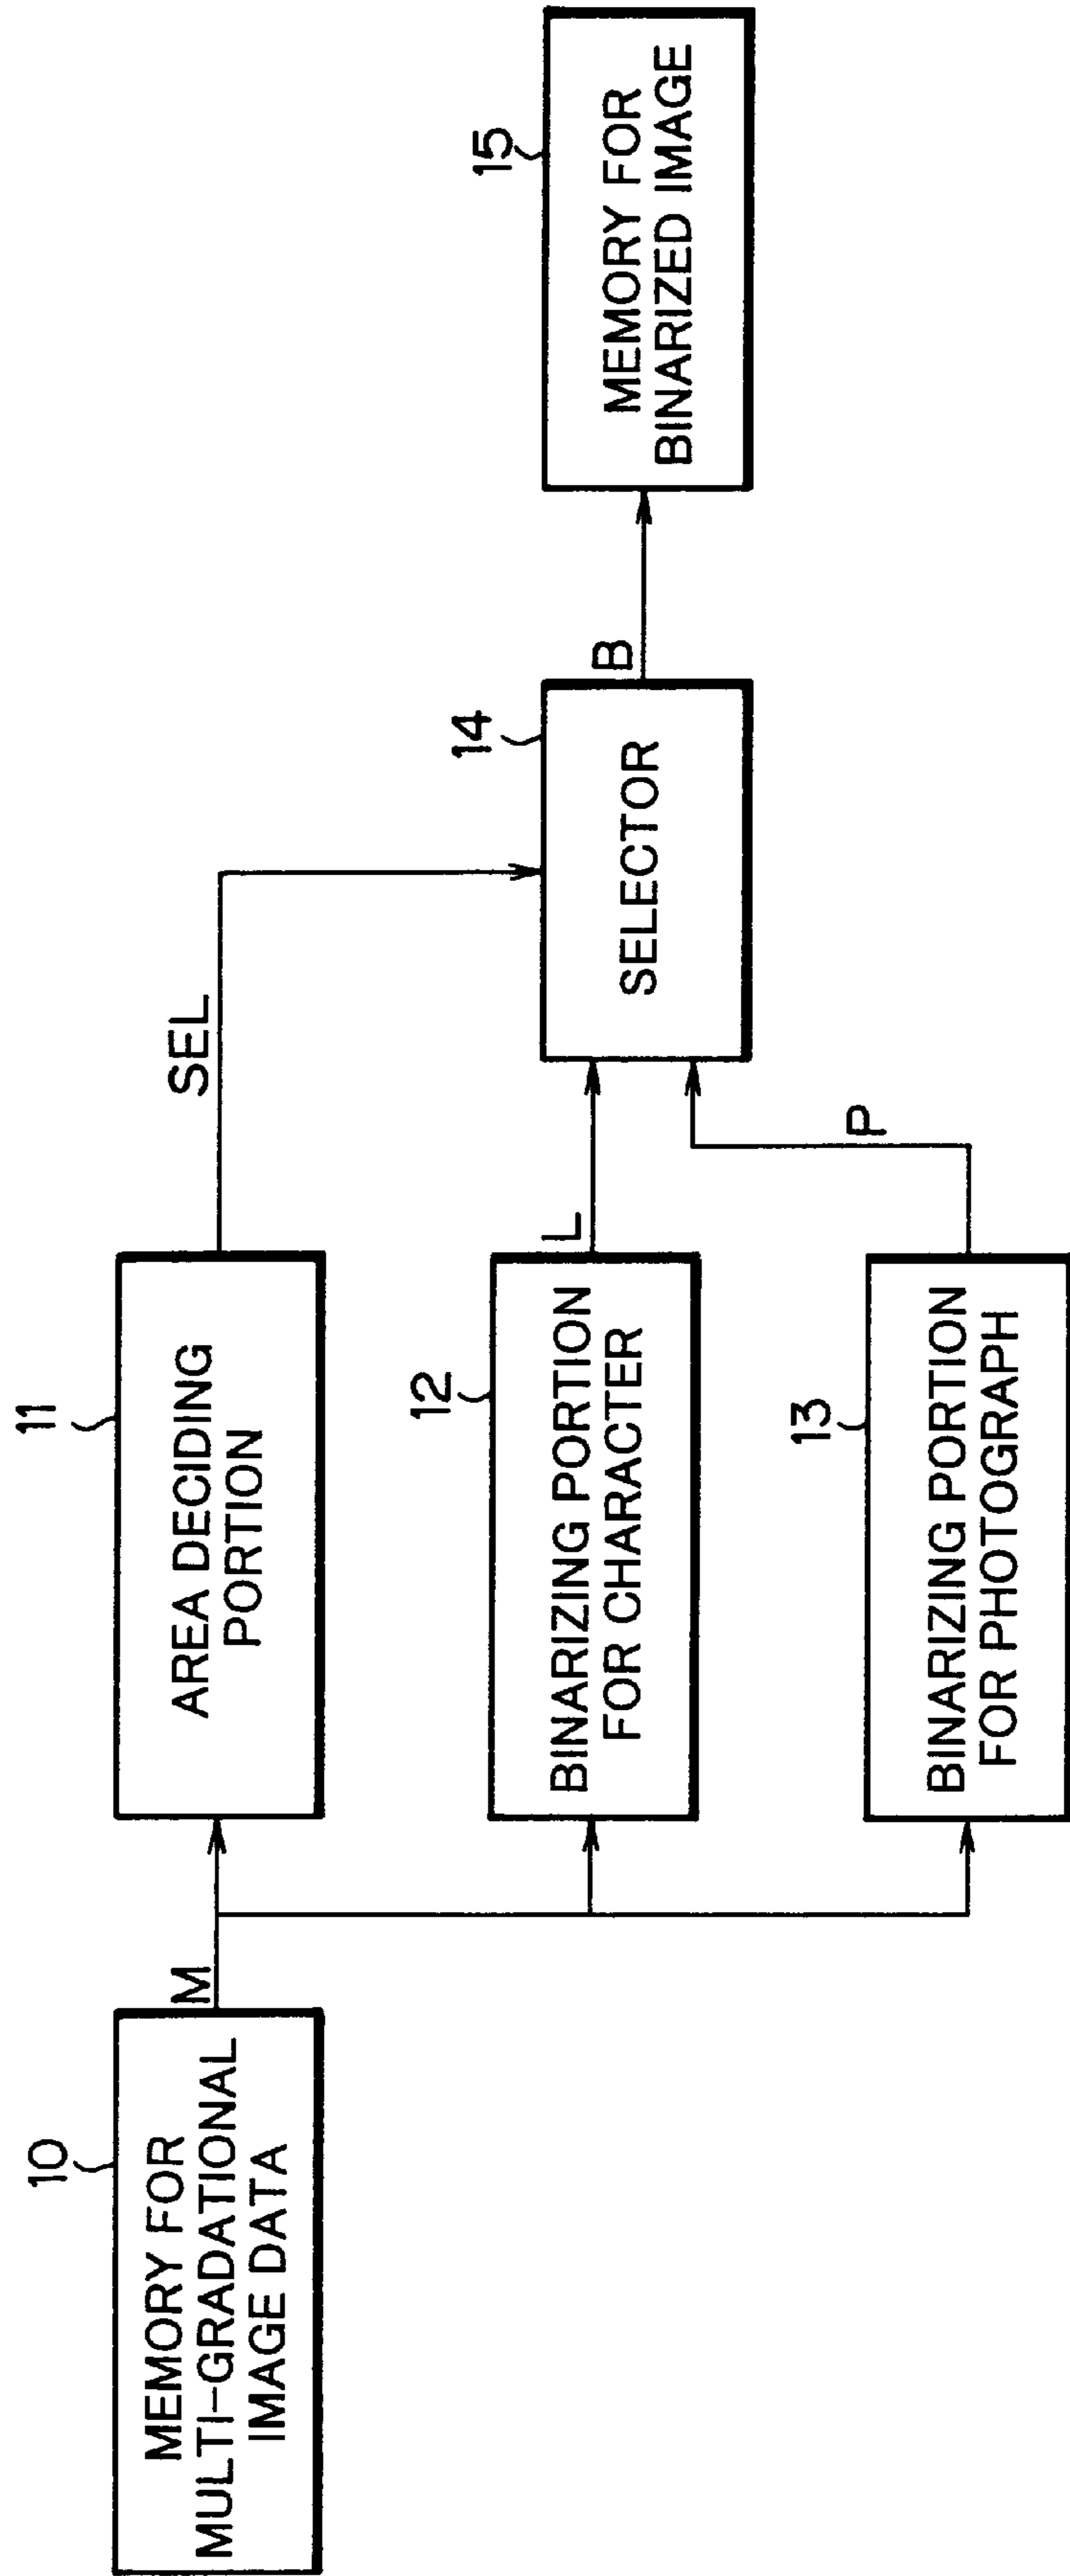 10
MEMORY FOR
MULTI-GRADATIONAL
IMAGE DATA
M
11
AREA DECIDING
PORTION
SEL
12
BINARIZING PORTION
FOR CHARACTER
L
13
BINARIZING PORTION
FOR PHOTOGRAPH
P
14
SELECTOR
B
15
MEMORY FOR
BINARIZED IMAGE